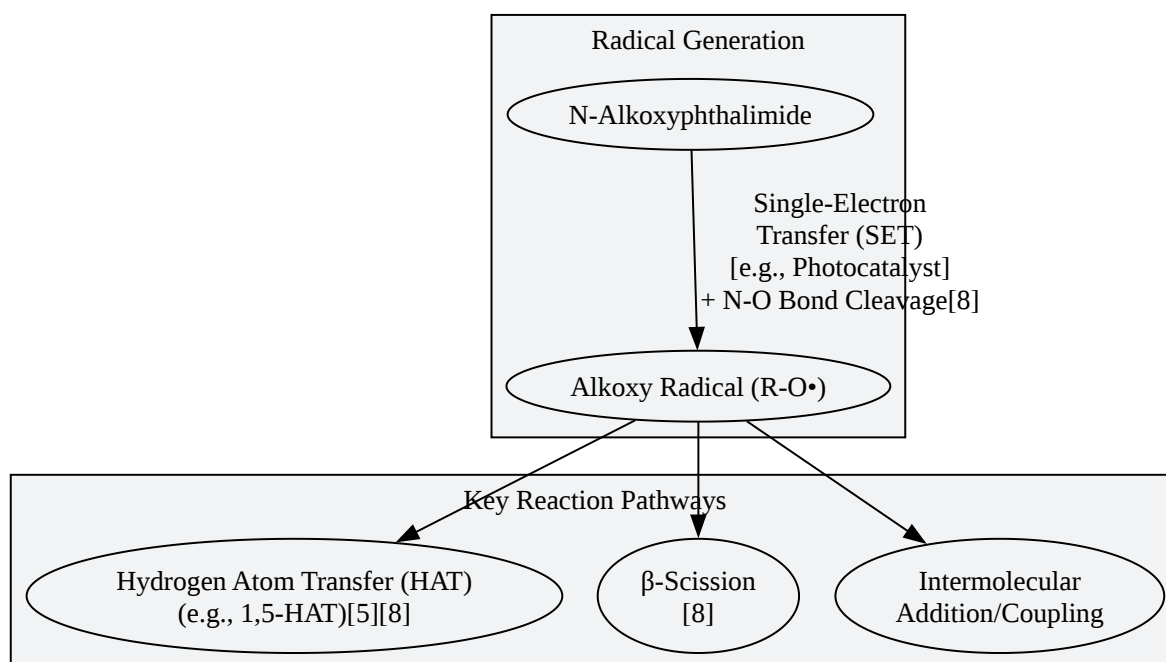 Radical Generation
N-Alkoxyphthalimide
Single-Electron
Transfer (SET)
[e.g., Photocatalyst]
+ N-O Bond Cleavage[8]
Alkoxy Radical (R-O•)
Key Reaction Pathways
Hydrogen Atom Transfer (HAT)
(e.g., 1,5-HAT)[5][8]
β-Scission
[8]
Intermolecular
Addition/Coupling